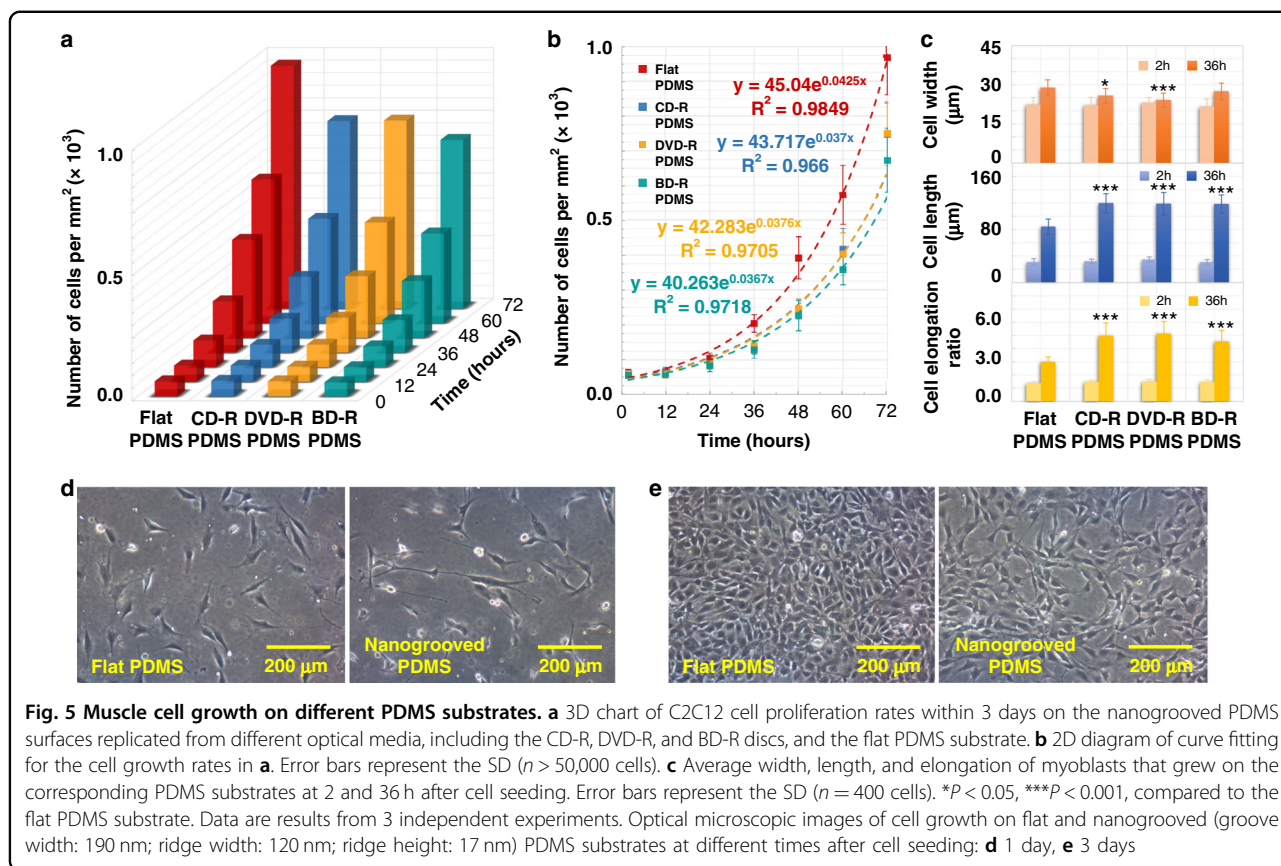 a
Number of cells per mm² (× 10³)
1.0
0.5
0.0
Flat
PDMS
CD-R
PDMS
DVD-R
PDMS
BD-R
PDMS
0
12
24
36
48
60
72
Time (hours)
b
Number of cells per mm² (× 10³)
1.0
0.5
0.0
0 12 24 36 48 60 72
Time (hours)
Flat
PDMS
CD-R
PDMS
DVD-R
PDMS
BD-R
PDMS
y = 45.04e^0.0425x
R² = 0.9849
y = 43.717e^0.037x
R² = 0.966
y = 42.283e^0.0376x
R² = 0.9705
y = 40.263e^0.0367x
R² = 0.9718
c
Cell width
(µm)
45
30
15
0
2h 36h
* ***
Cell length
(µm)
160
80
0
2h 36h
*** *** ***
Cell elongation
ratio
6.0
3.0
0.0
2h 36h
*** *** ***
Flat
PDMS
CD-R
PDMS
DVD-R
PDMS
BD-R
PDMS
d
Flat PDMS
200 µm
Nanogrooved
PDMS
200 µm
e
Flat PDMS
200 µm
Nanogrooved
PDMS
200 µm
Fig. 5 Muscle cell growth on different PDMS substrates. a 3D chart of C2C12 cell proliferation rates within 3 days on the nanogrooved PDMS
surfaces replicated from different optical media, including the CD-R, DVD-R, and BD-R discs, and the flat PDMS substrate. b 2D diagram of curve fitting
for the cell growth rates in a. Error bars represent the SD (n > 50,000 cells). c Average width, length, and elongation of myoblasts that grew on the
corresponding PDMS substrates at 2 and 36 h after cell seeding. Error bars represent the SD (n = 400 cells). *P < 0.05, ***P < 0.001, compared to the
flat PDMS substrate. Data are results from 3 independent experiments. Optical microscopic images of cell growth on flat and nanogrooved (groove
width: 190 nm; ridge width: 120 nm; ridge height: 17 nm) PDMS substrates at different times after cell seeding: d 1 day, e 3 days